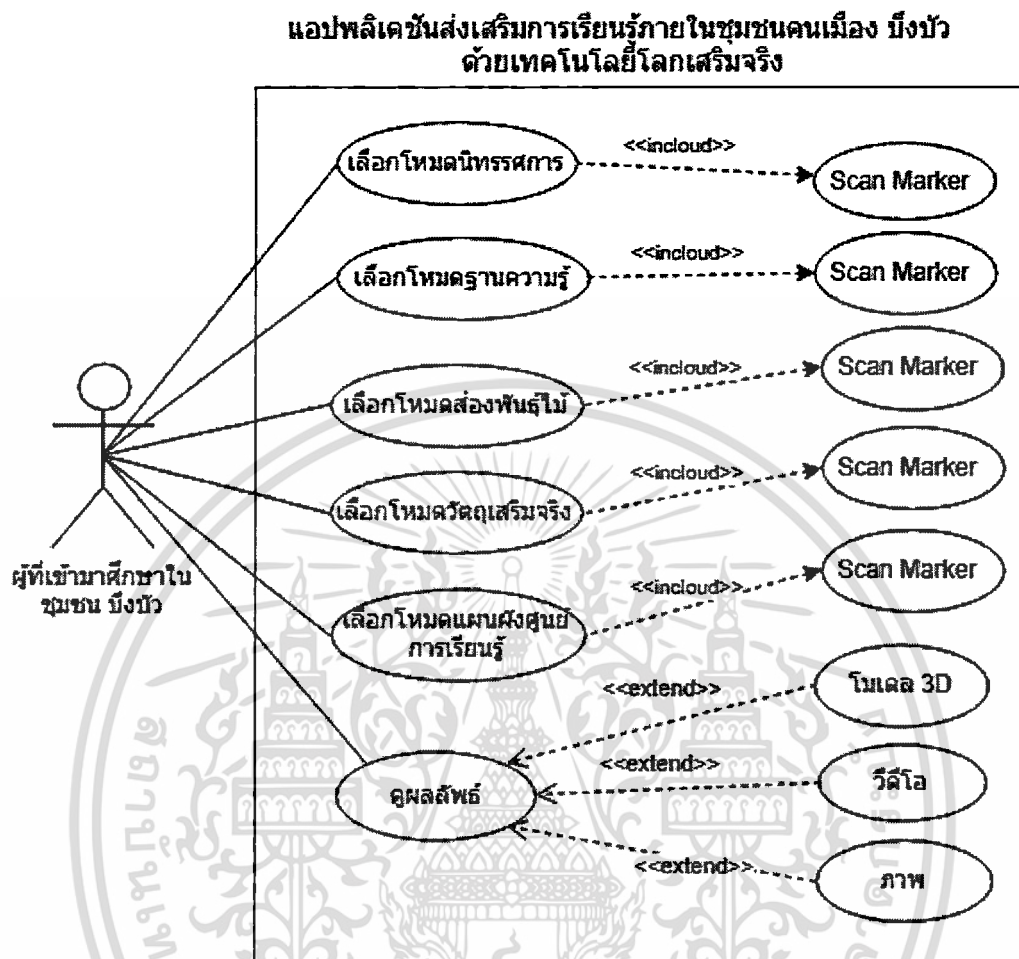 แอปพลิเคชันส่งเสริมการเรียนรู้ภายในชุมชนคนเมือง บึงบัว
ด้วยเทคโนโลยีโลกเสริมจริง
เลือกโหมดนิทรรศการ
<<incloud>>
Scan Marker
เลือกโหมดฐานความรู้
<<incloud>>
Scan Marker
เลือกโหมดส่องพันธุ์ไม้
<<incloud>>
Scan Marker
เลือกโหมดวัตถุเสริมจริง
<<incloud>>
Scan Marker
ผู้ที่เข้ามาศึกษาใน
ชุมชน บึงบัว
เลือกโหมดแผนผังศูนย์
การเรียนรู้
<<incloud>>
Scan Marker
ดูผลลัพธ์
<<extend>>
โมเดล 3D
<<extend>>
วีดีโอ
<<extend>>
ภาพ